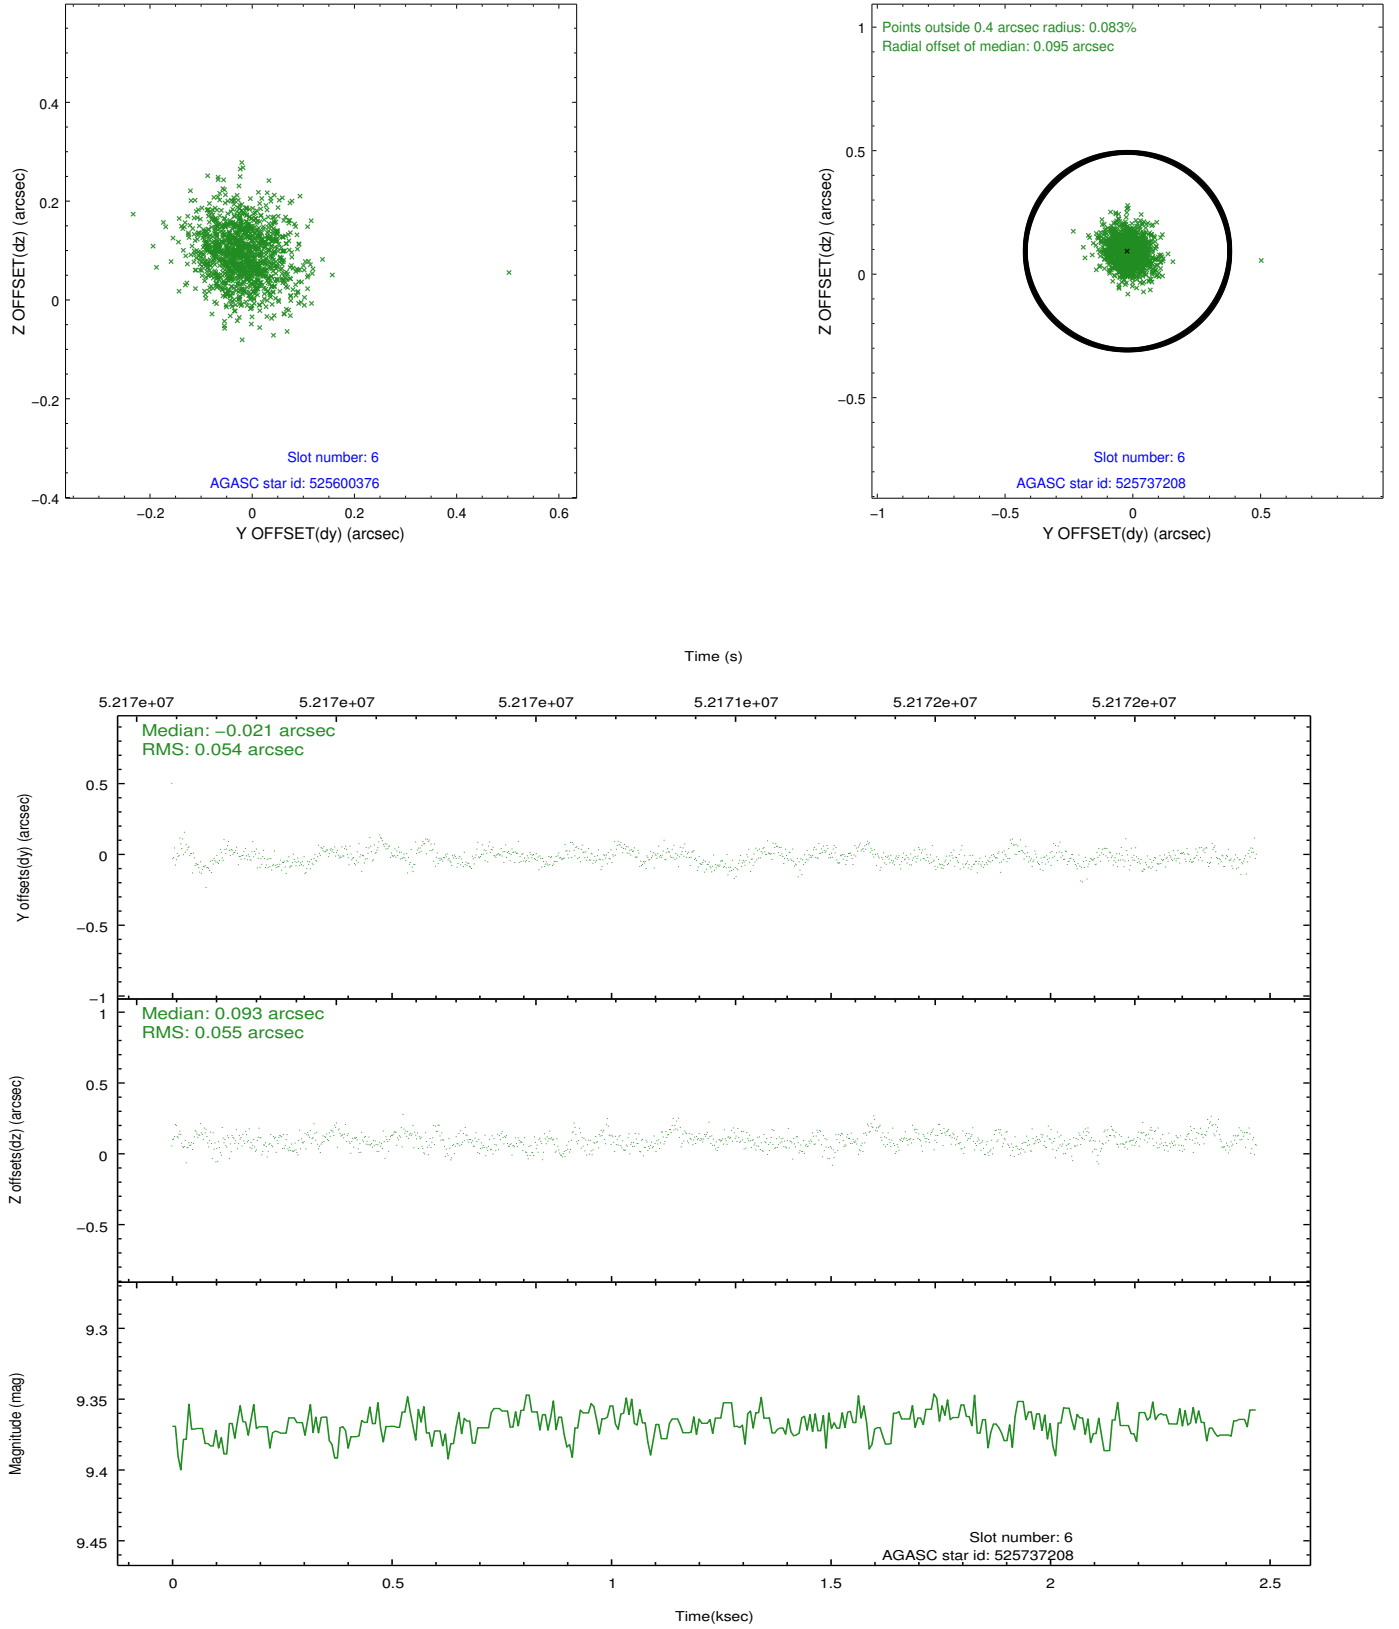 0.4
0.2
0
−0.2
−0.4
Z OFFSET(dz) (arcsec)
Slot number: 6
AGASC star id: 525600376
−0.2 0 0.2 0.4 0.6
Y OFFSET(dy) (arcsec)
Points outside 0.4 arcsec radius: 0.083%
Radial offset of median: 0.095 arcsec
1
0.5
0
−0.5
Z OFFSET(dz) (arcsec)
Slot number: 6
AGASC star id: 525737208
−1 −0.5 0 0.5
Y OFFSET(dy) (arcsec)
Time (s)
5.217e+07 5.217e+07 5.217e+07 5.2171e+07 5.2172e+07 5.2172e+07
Median: −0.021 arcsec
RMS: 0.054 arcsec
0.5
0
−0.5
−1
Y offsets(dy) (arcsec)
Median: 0.093 arcsec
RMS: 0.055 arcsec
1
0.5
0
−0.5
Z offsets(dz) (arcsec)
9.3
9.35
9.4
9.45
Magnitude (mag)
Slot number: 6
AGASC star id: 525737208
0 0.5 1 1.5 2 2.5
Time(ksec)